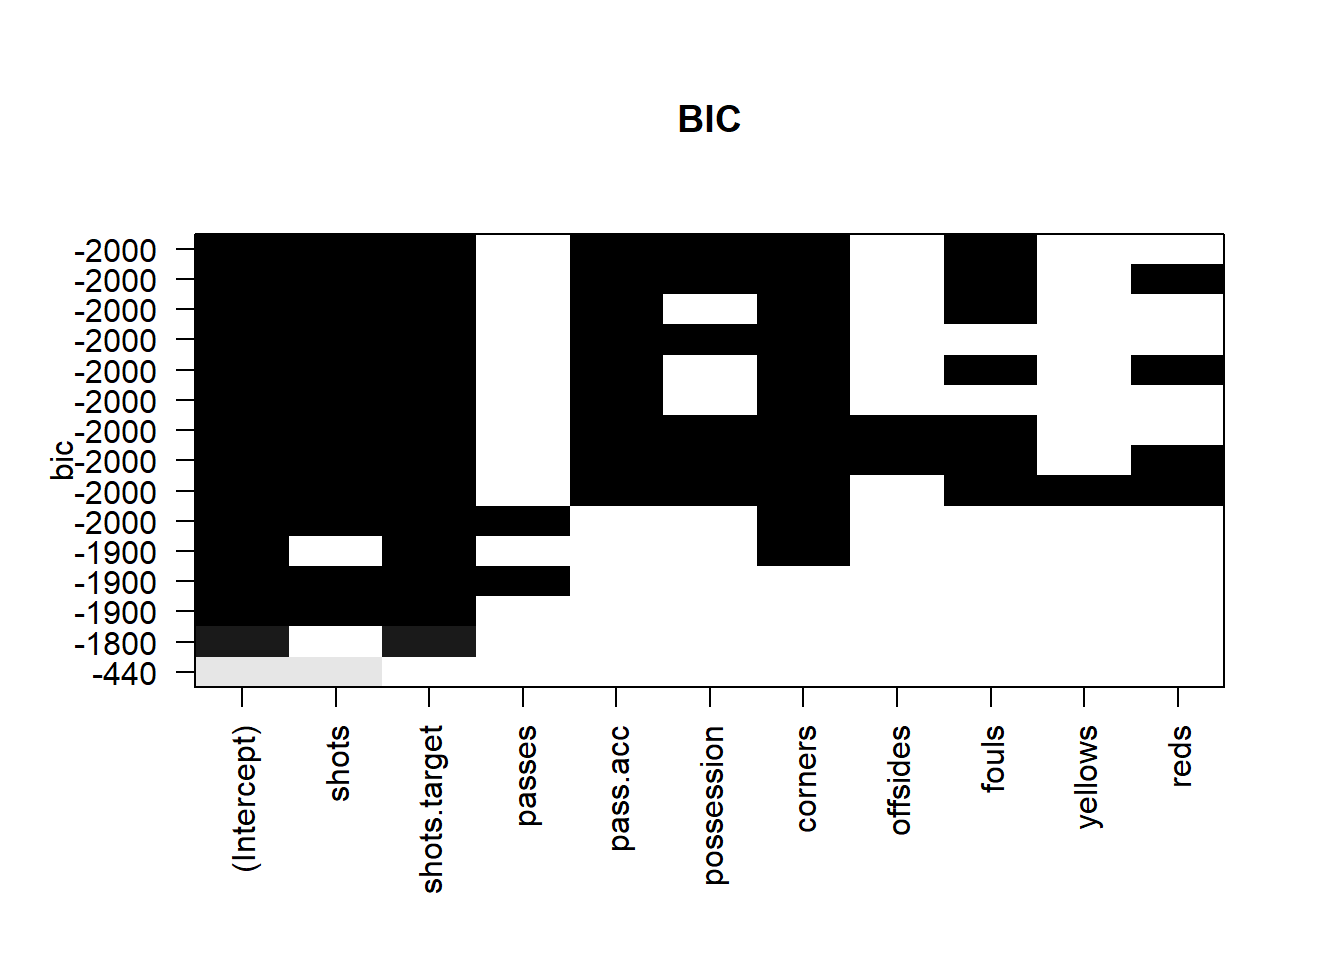 BIC
-2000
-2000
-2000
-2000
-2000
-2000
-2000
-2000
-2000
-2000
-1900
-1900
-1900
-1800
-440
bic
(Intercept)
shots
shots.target
passes
pass.acc
possession
corners
offsides
fouls
yellows
reds